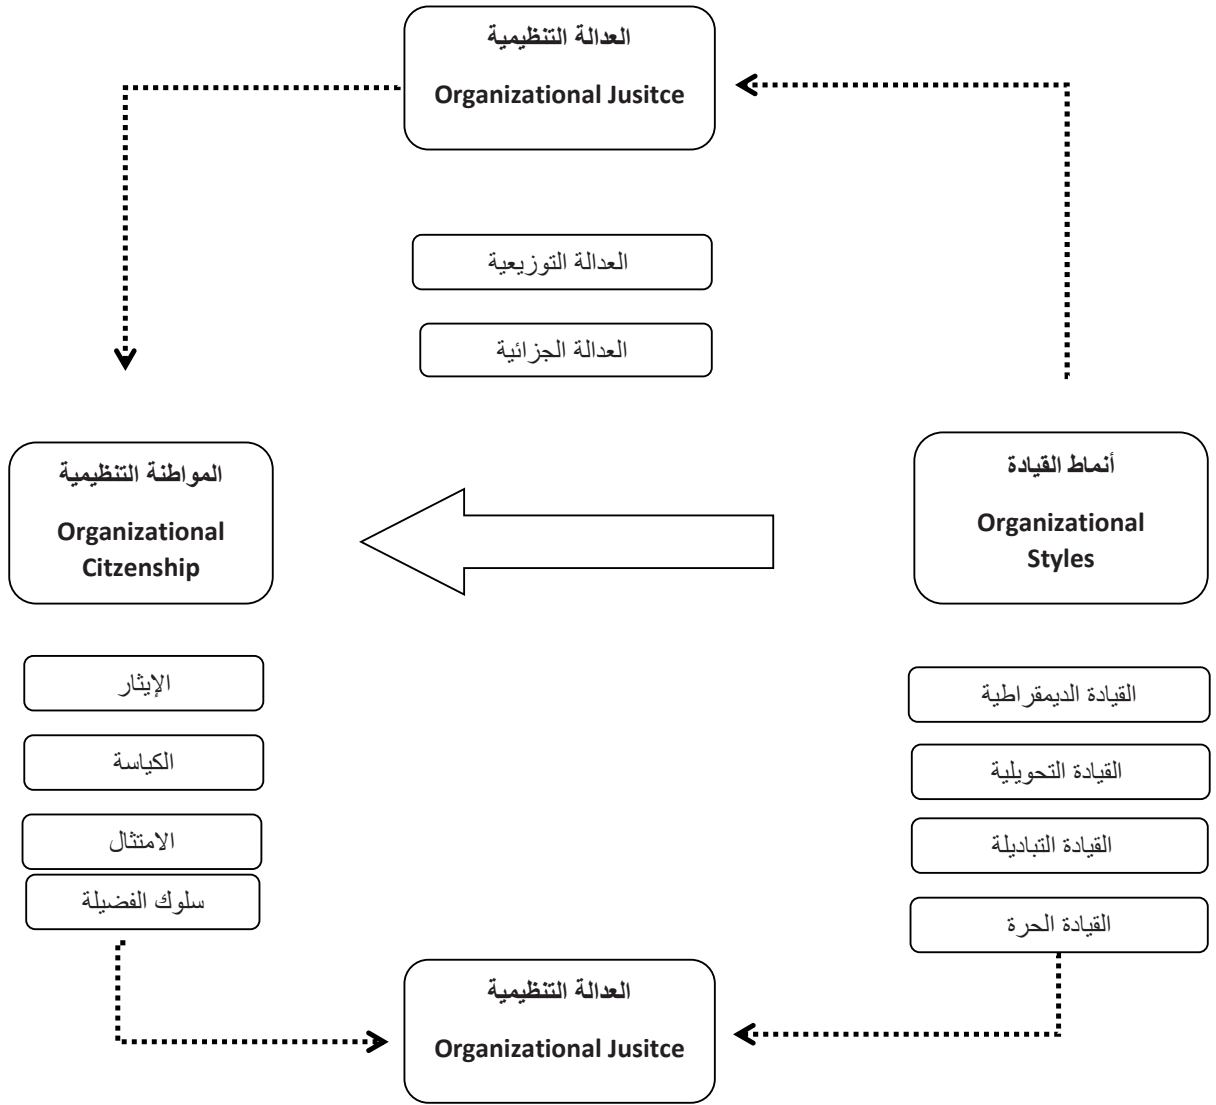 العدالة التنظيمية
Organizational Jusitce
العدالة التوزيعية
العدالة الجزائية
أنماط القيادة
Organizational
Styles
المواطنة التنظيمية
Organizational
Citzenship
القيادة الديمقراطية
القيادة التحويلية
القيادة التباديلة
القيادة الحرة
الإيثار
الكياسة
الامتثال
سلوك الفضيلة
العدالة التنظيمية
Organizational Jusitce